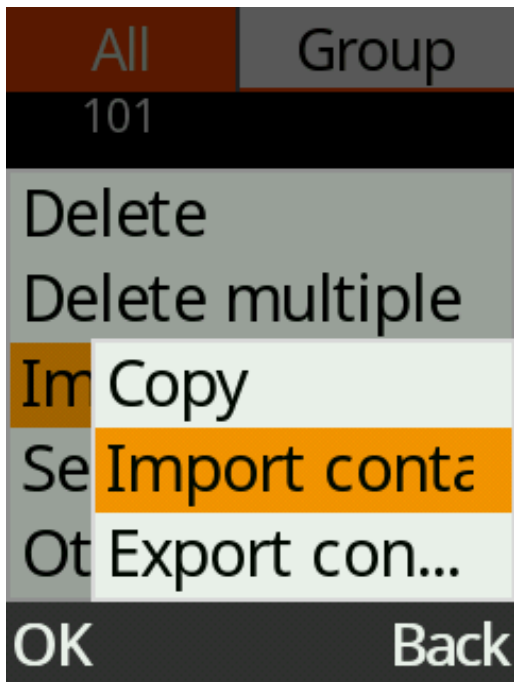 All Group
101
Delete
Delete multiple
Im
Copy
Se
Import conta
Ot
Export con...
OK Back